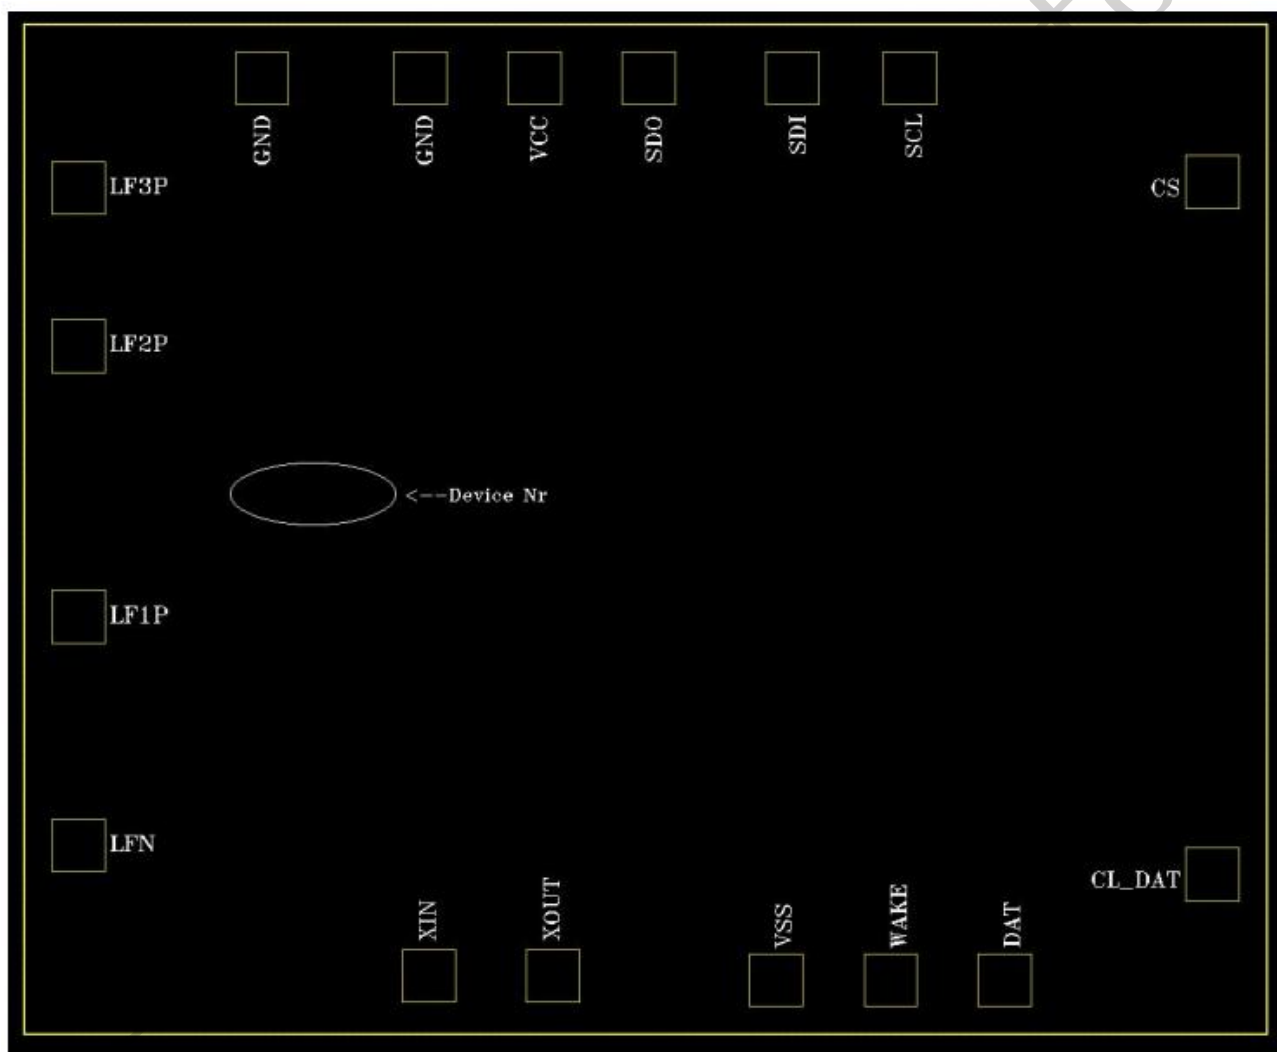 GND
GND
VCC
SDO
SDI
SCL
LF3P
CS
LF2P
<--Device Nr
LF1P
LFN
CL_DAT
XIN
XOUT
VSS
WAKE
DAT